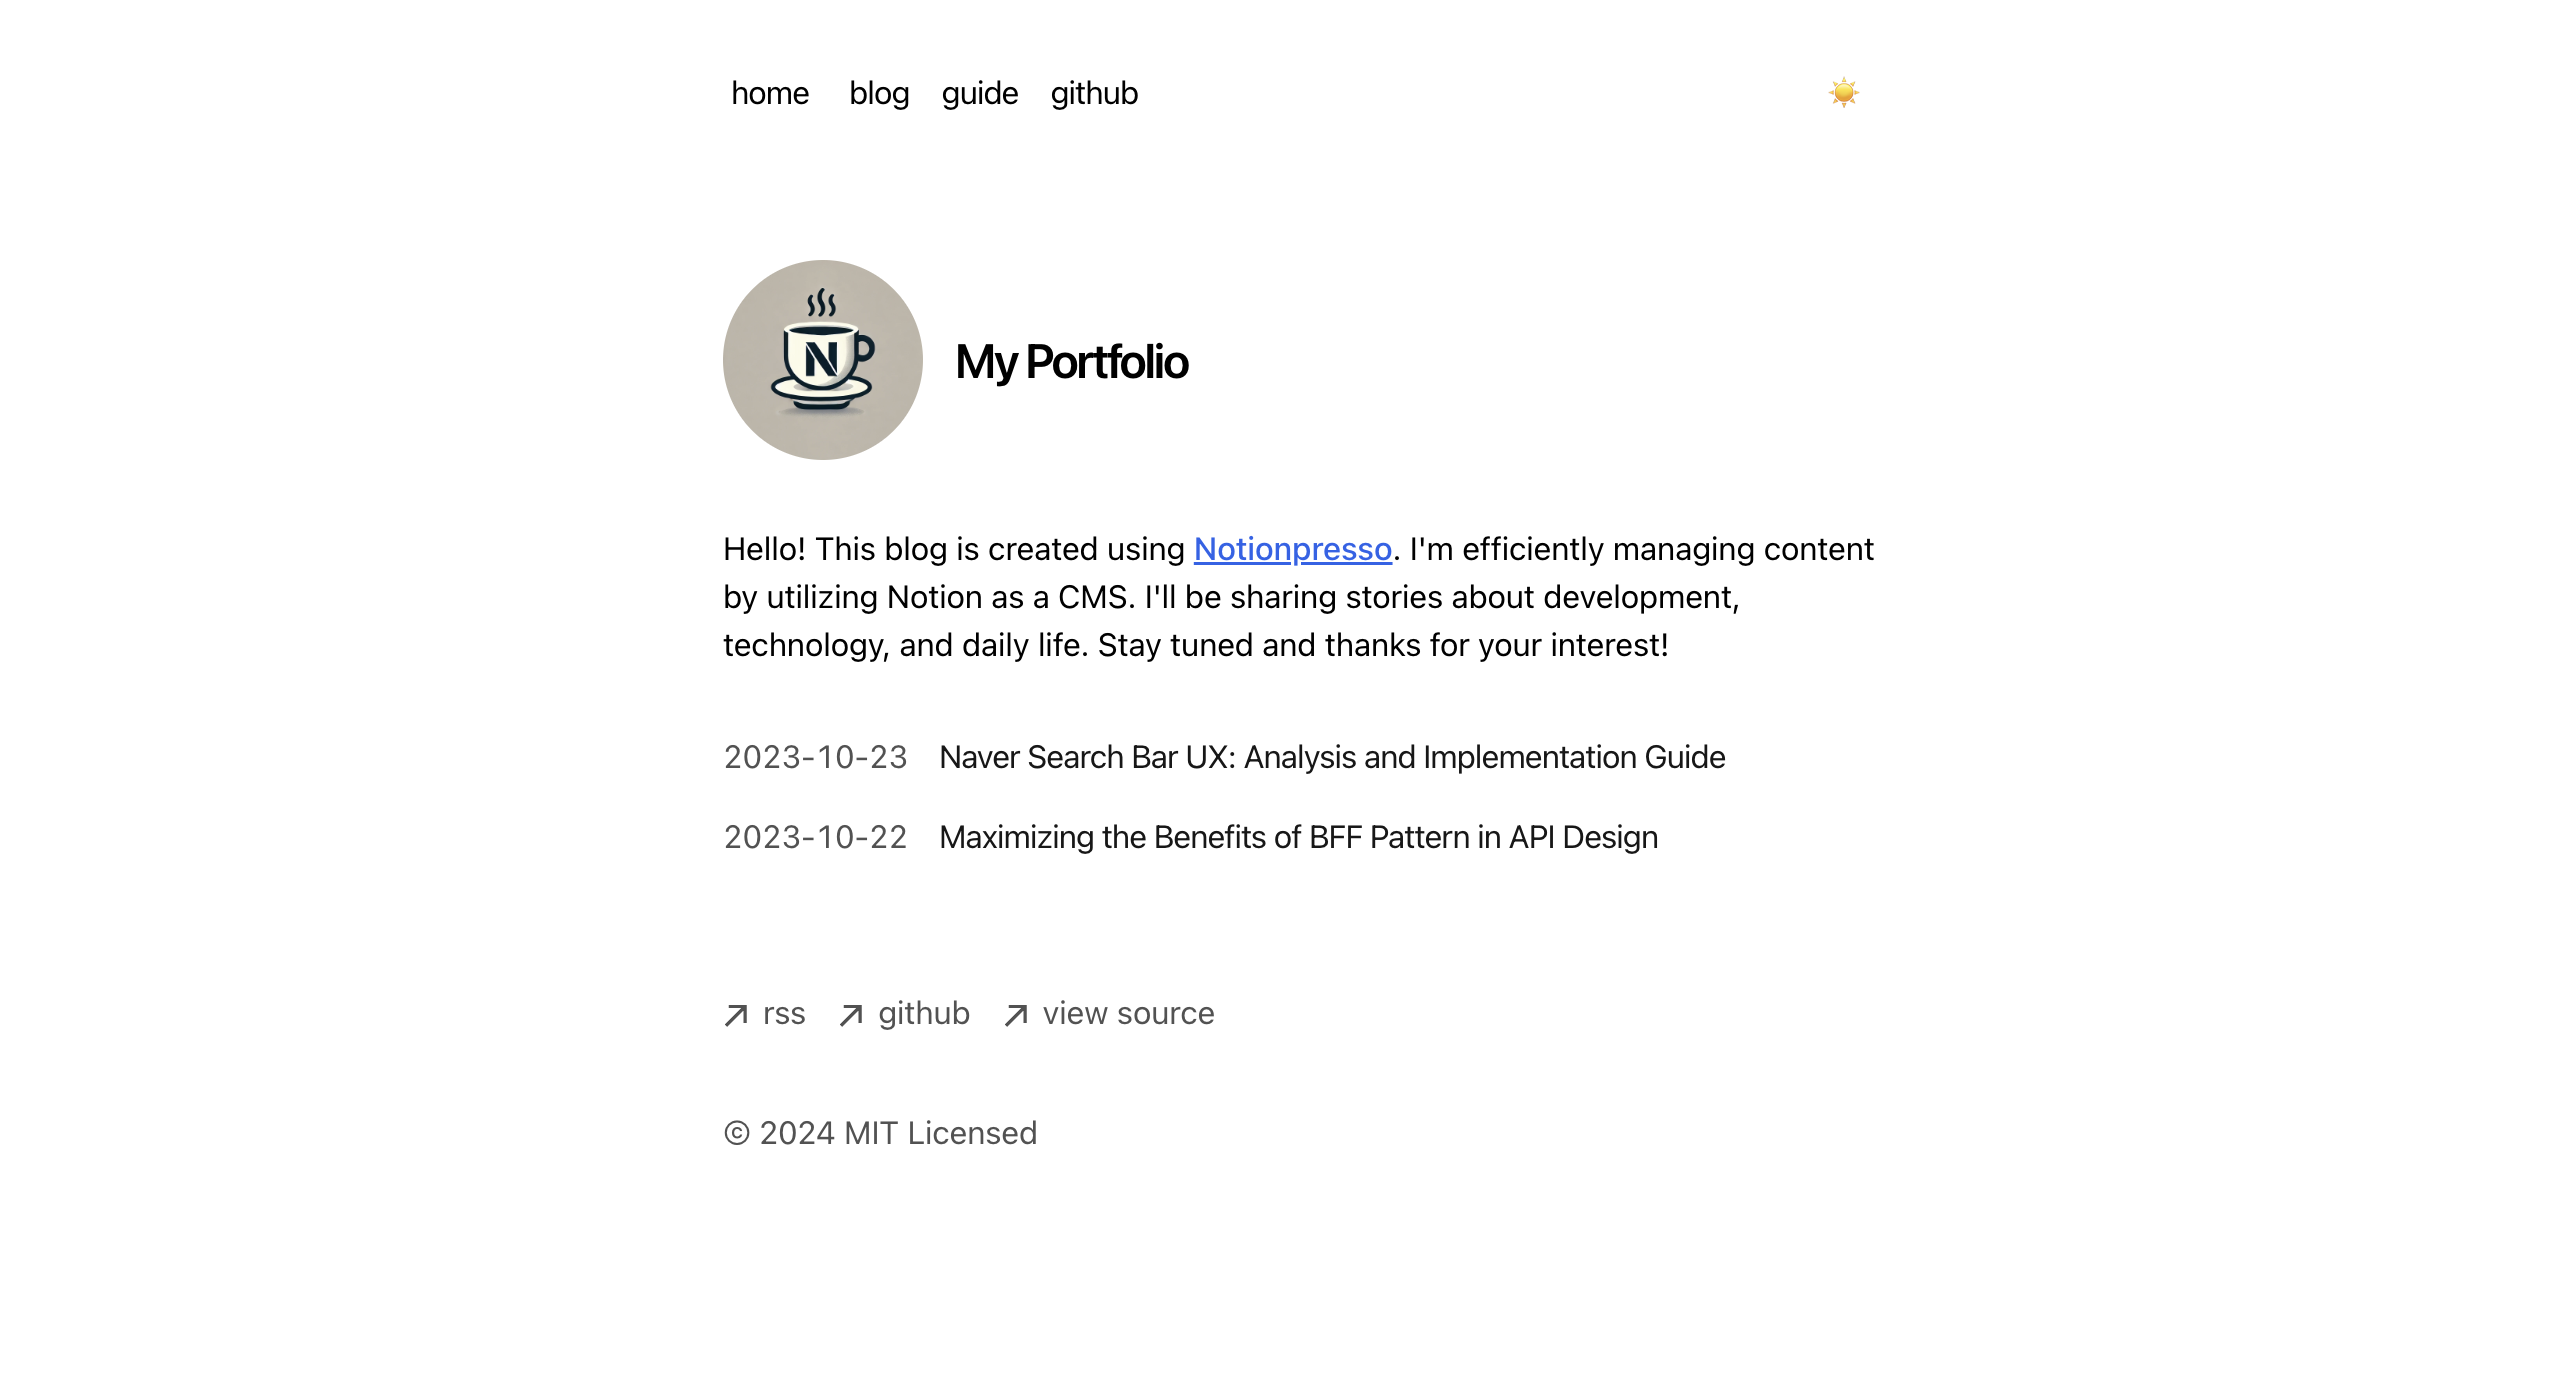 home blog guide github
N
My Portfolio
Hello! This blog is created using Notionpresso. I'm efficiently managing content
by utilizing Notion as a CMS. I'll be sharing stories about development,
technology, and daily life. Stay tuned and thanks for your interest!
2023-10-23 Naver Search Bar UX: Analysis and Implementation Guide
2023-10-22 Maximizing the Benefits of BFF Pattern in API Design
rss github view source
© 2024 MIT Licensed